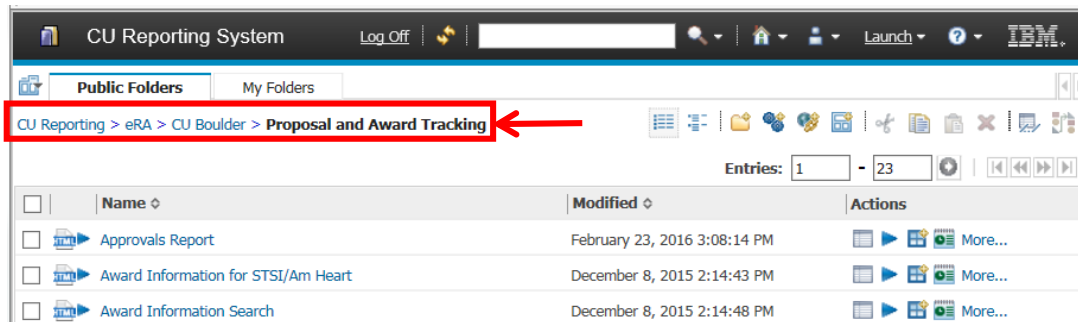 CU Reporting System Log Off Launch IBM.
Public Folders My Folders
CU Reporting > eRA > CU Boulder > Proposal and Award Tracking
Entries: 1 - 23
Name Modified Actions
HTML Approvals Report February 23, 2016 3:08:14 PM More...
HTML Award Information for STSI/Am Heart December 8, 2015 2:14:43 PM More...
HTML Award Information Search December 8, 2015 2:14:48 PM More...